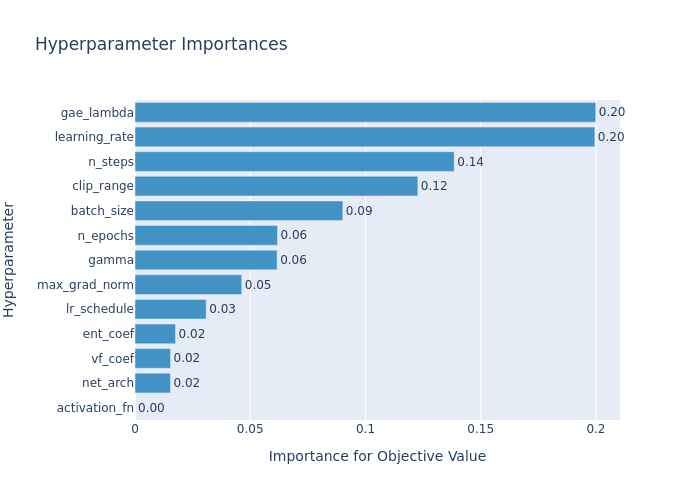 Hyperparameter Importances
Hyperparameter
gae_lambda 0.20
learning_rate 0.20
n_steps 0.14
clip_range 0.12
batch_size 0.09
n_epochs 0.06
gamma 0.06
max_grad_norm 0.05
lr_schedule 0.03
ent_coef 0.02
vf_coef 0.02
net_arch 0.02
activation_fn 0.00
0 0.05 0.1 0.15 0.2
Importance for Objective Value